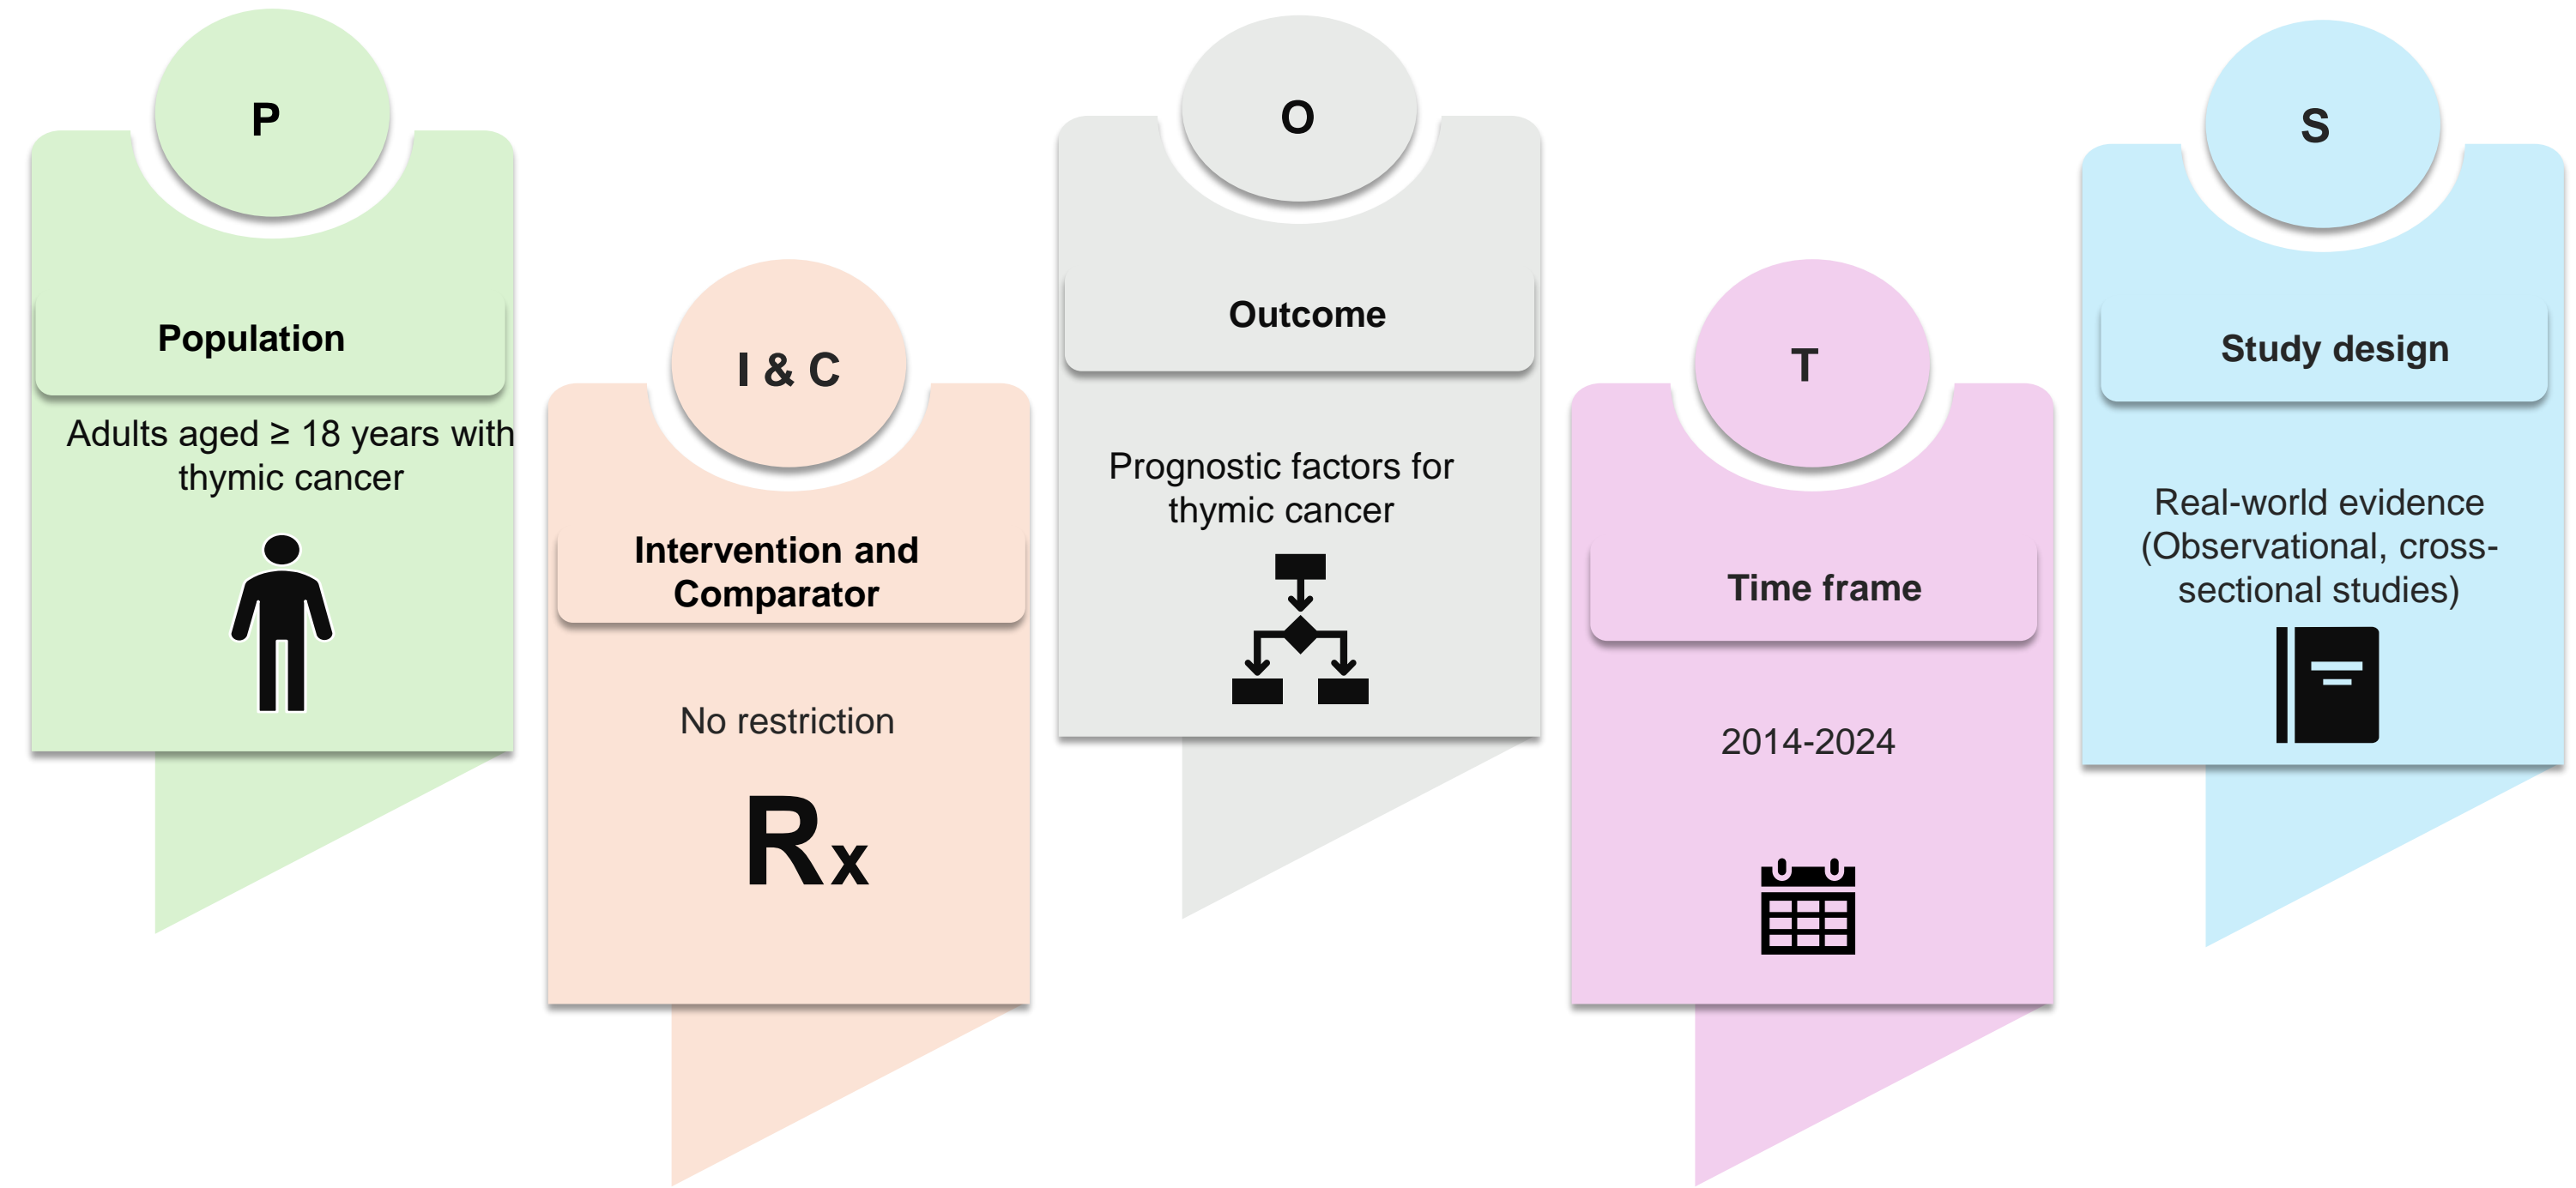 P
Population
Adults aged ≥ 18 years with
thymic cancer
I & C
Intervention and
Comparator
No restriction
Rx
O
Outcome
Prognostic factors for
thymic cancer
T
Time frame
2014-2024
S
Study design
Real-world evidence
(Observational, cross-
sectional studies)